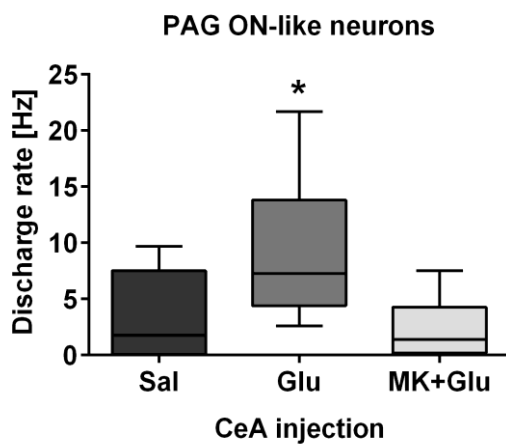 PAG ON-like neurons
*
Discharge rate [Hz]
25
20
15
10
5
0
Sal Glu MK+Glu
CeA injection